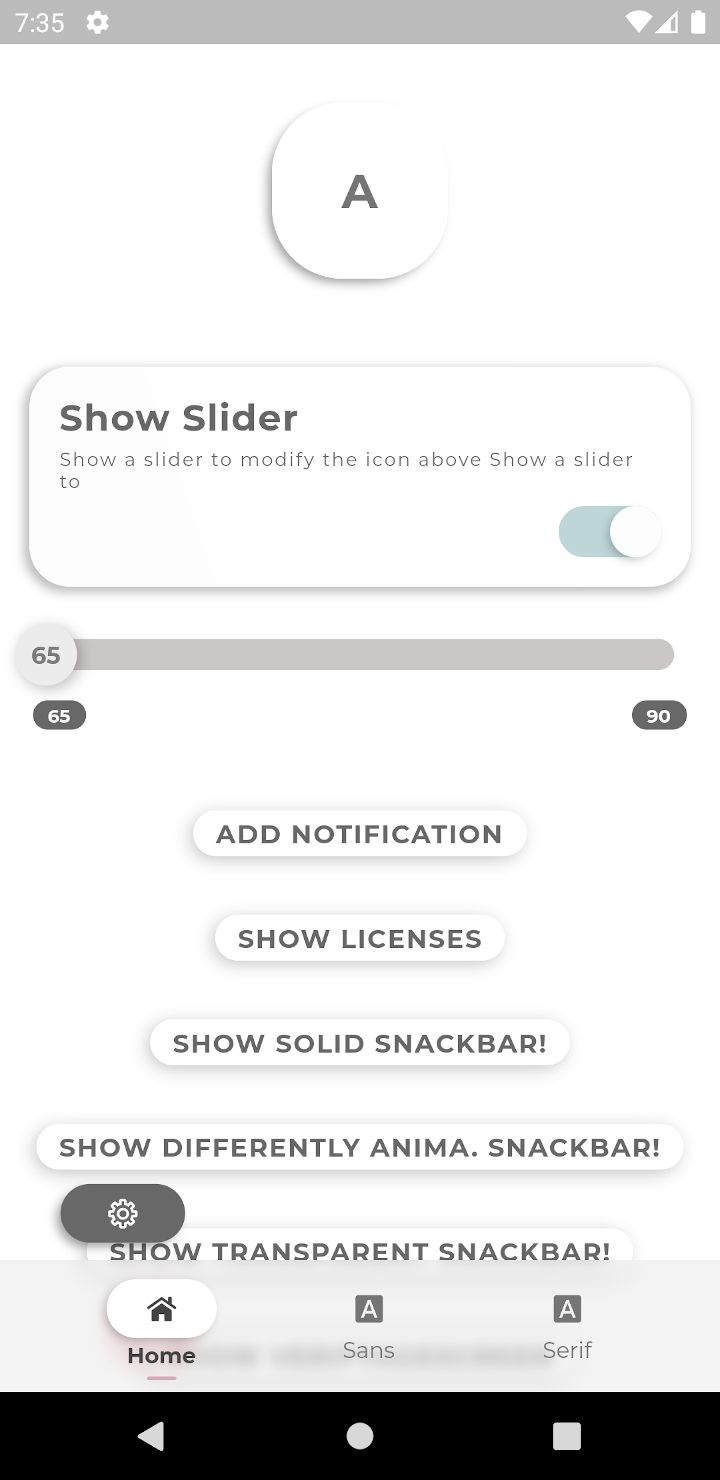 7:35
A
Show Slider
Show a slider to modify the icon above Show a slider
to
65
65
90
ADD NOTIFICATION
SHOW LICENSES
SHOW SOLID SNACKBAR!
SHOW DIFFERENTLY ANIMA. SNACKBAR!
SHOW TRANSPARENT SNACKBAR!
A
A
Home
Sans
Serif